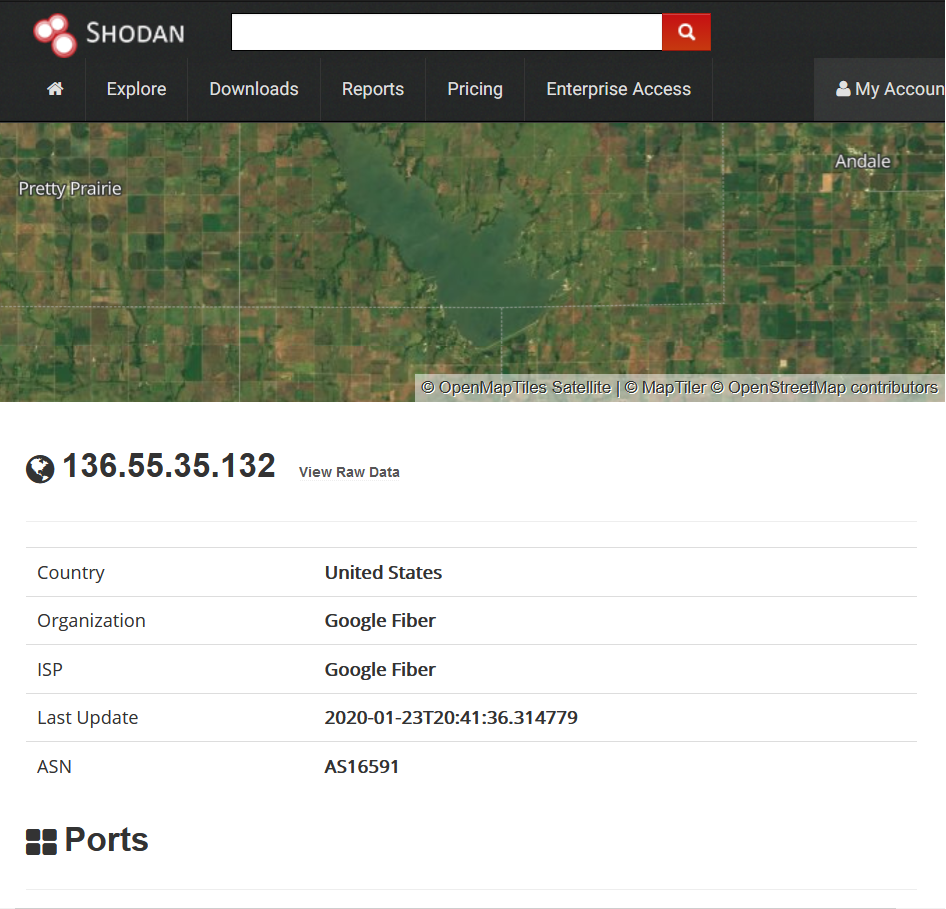 SHODAN
Explore Downloads Reports Pricing Enterprise Access My Accoun
Pretty Prairie
Andale
© OpenMapTiles Satellite | © MapTiler © OpenStreetMap contributors
136.55.35.132 View Raw Data
Country United States
Organization Google Fiber
ISP Google Fiber
Last Update 2020-01-23T20:41:36.314779
ASN AS16591
Ports